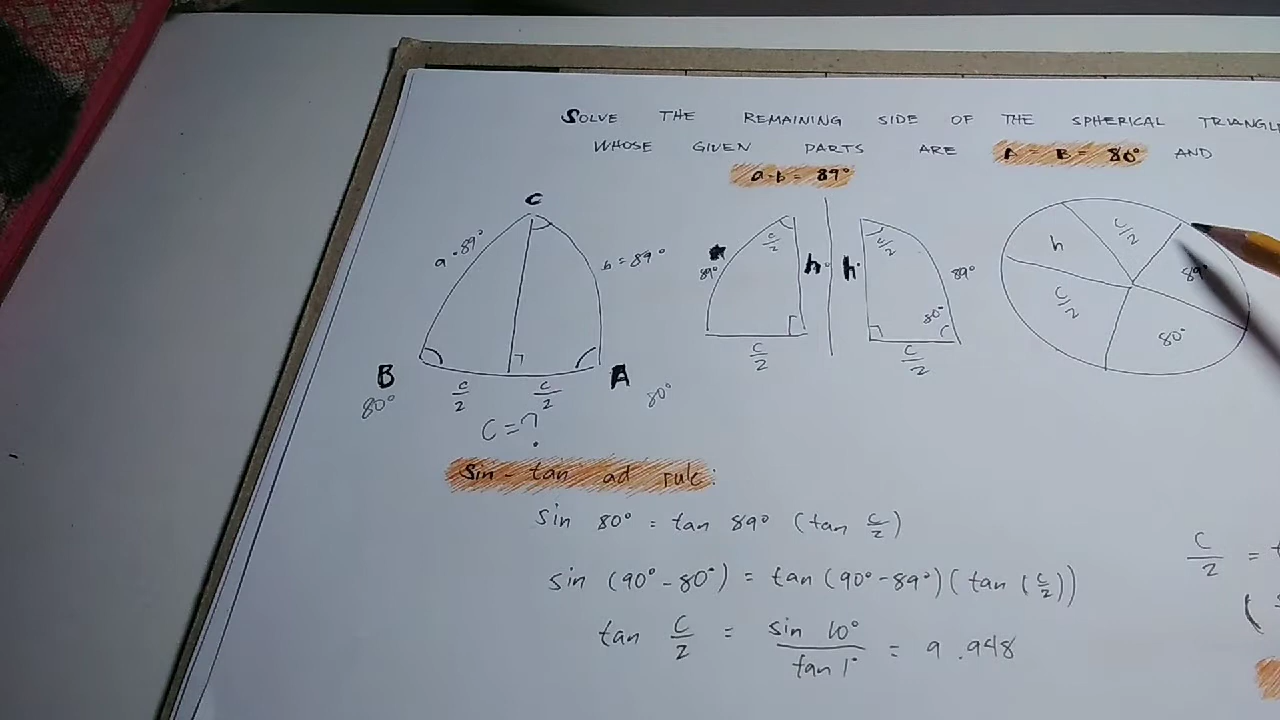 SOLVE THE REMAINING SIDE OF THE SPHERICAL TRIANGL
WHOSE GIVEN PARTS ARE A = B = 80° AND
a=b = 89°
C
a=89°
b=89°
B
80°
c/2
c/2
A
80°
C=?
89°
c/2
h
c/2
h
c/2
89°
80°
c/2
h
c/2
89°
c/2
80°
Sin-tan ad rule:
sin 80° = tan 89° (tan c/2)
sin (90°-80°) = tan(90°-89°)(tan (c/2))
tan c/2 = sin 10° / tan 1° = 9.948
c/2 =